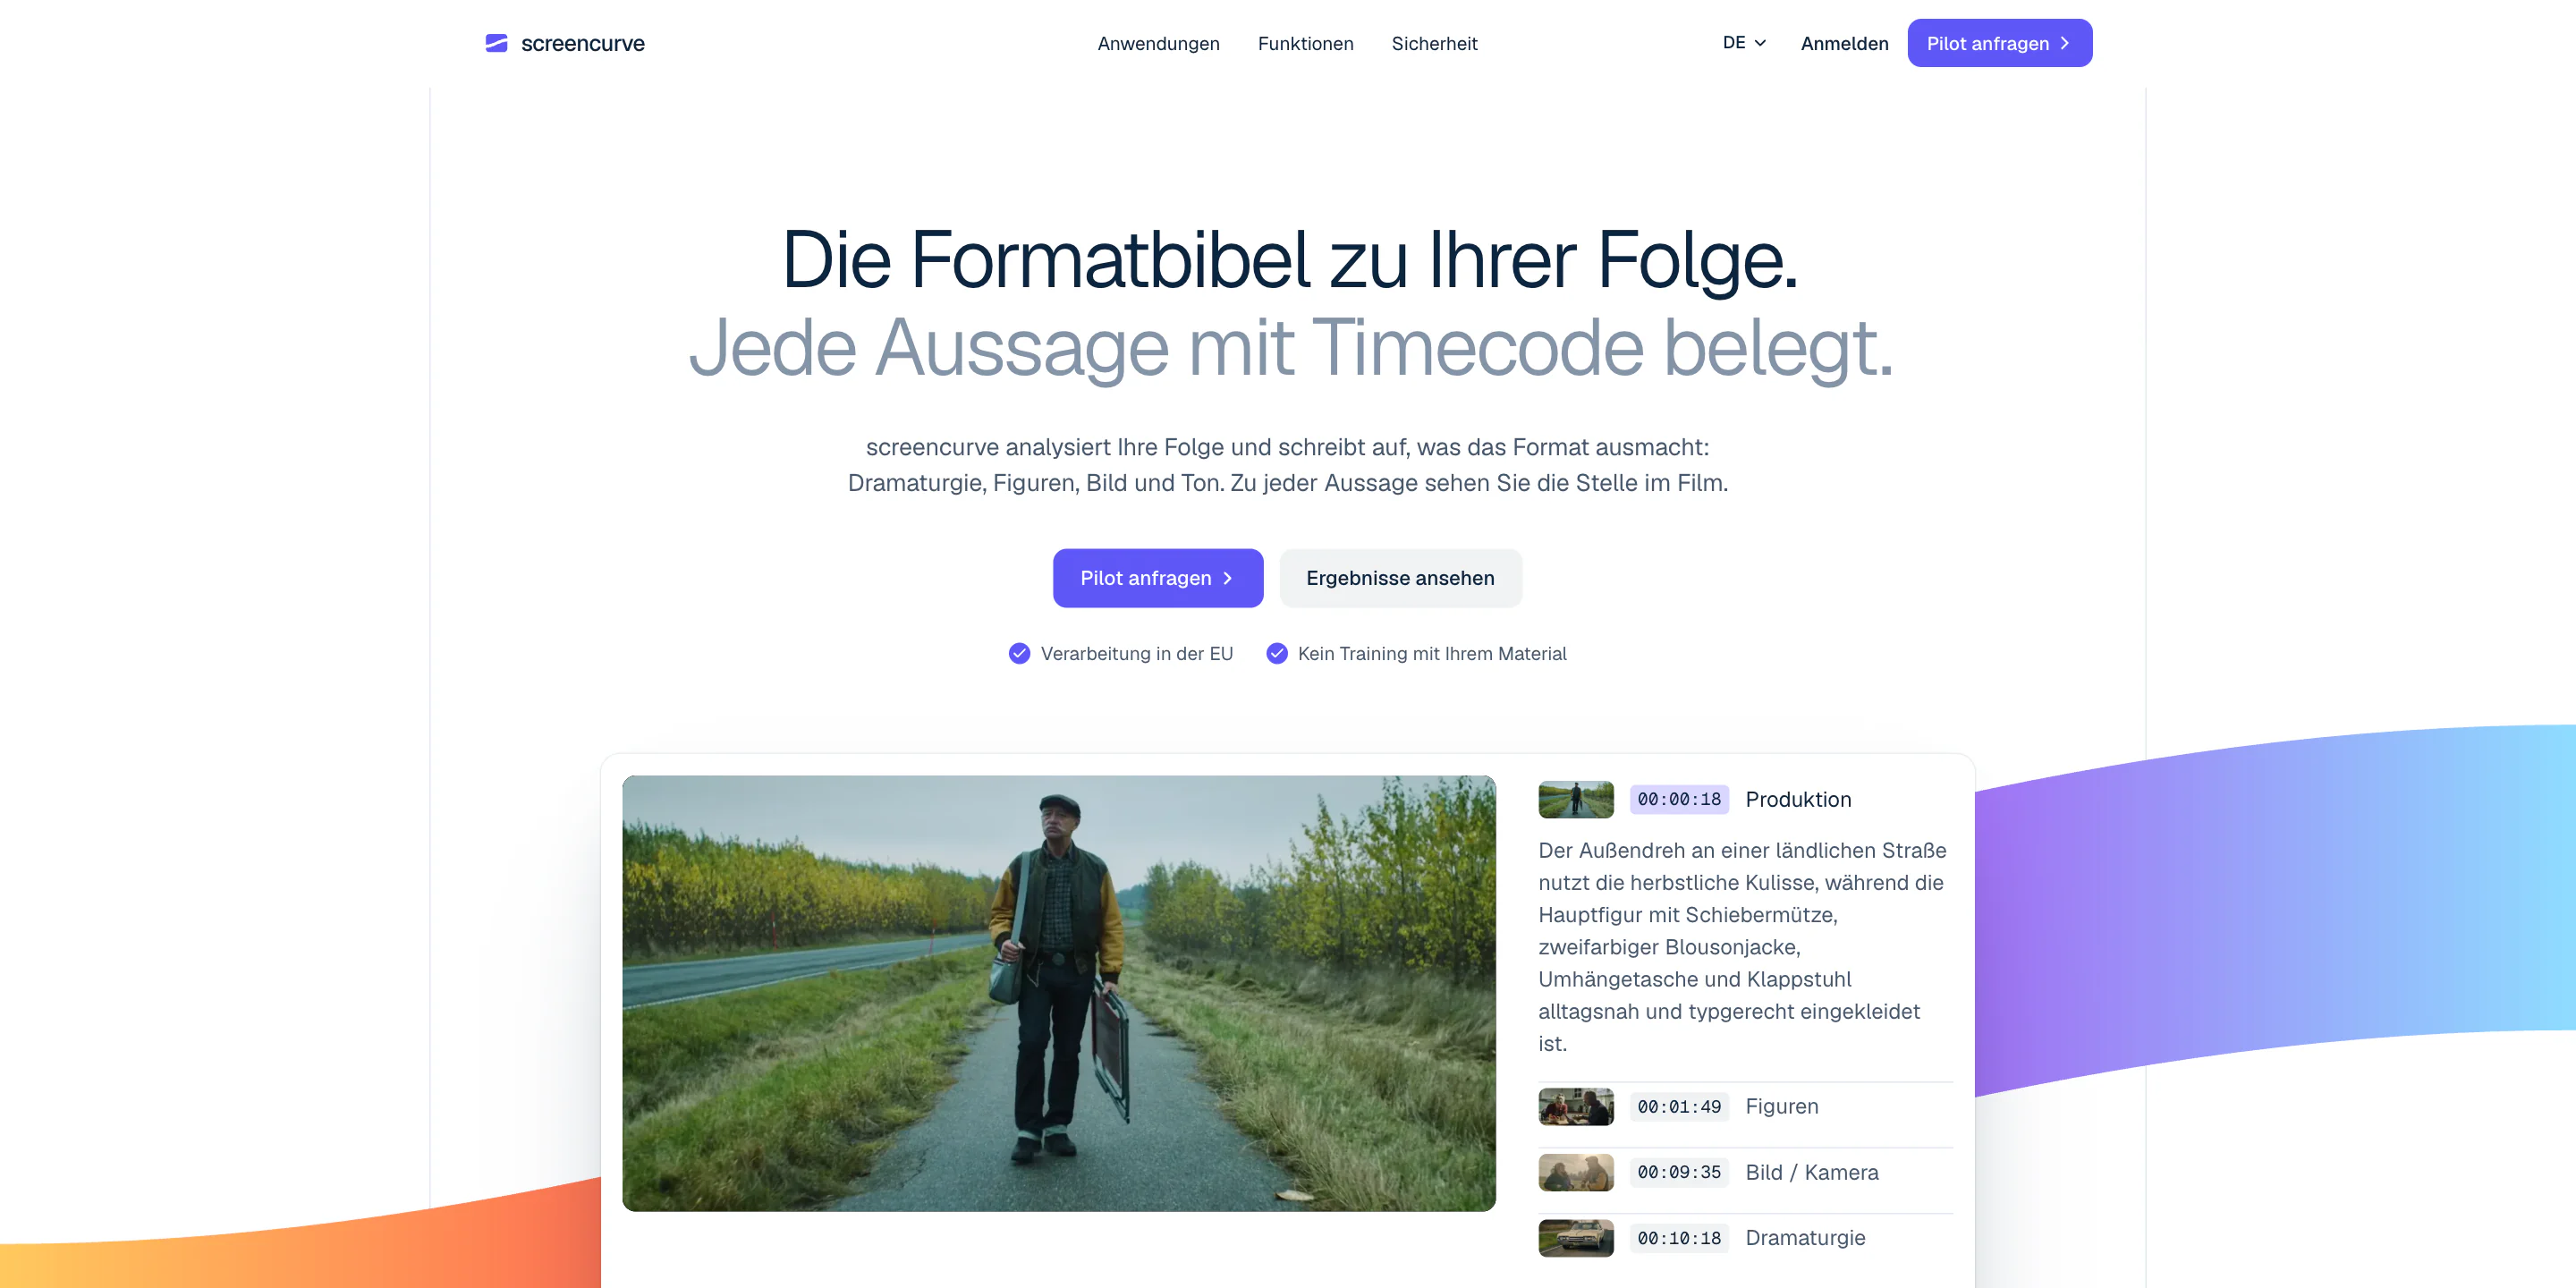 screencurve
Anwendungen
Funktionen
Sicherheit
DE
Anmelden
Pilot anfragen
Die Formatbibel zu Ihrer Folge.
Jede Aussage mit Timecode belegt.
screencurve analysiert Ihre Folge und schreibt auf, was das Format ausmacht:
Dramaturgie, Figuren, Bild und Ton. Zu jeder Aussage sehen Sie die Stelle im Film.
Pilot anfragen
Ergebnisse ansehen
Verarbeitung in der EU
Kein Training mit Ihrem Material
00:00:18 Produktion
Der Außendreh an einer ländlichen Straße
nutzt die herbstliche Kulisse, während die
Hauptfigur mit Schiebermütze,
zweifarbiger Blousonjacke,
Umhängetasche und Klappstuhl
alltagsnah und typgerecht eingekleidet
ist.
00:01:49 Figuren
00:09:35 Bild / Kamera
00:10:18 Dramaturgie